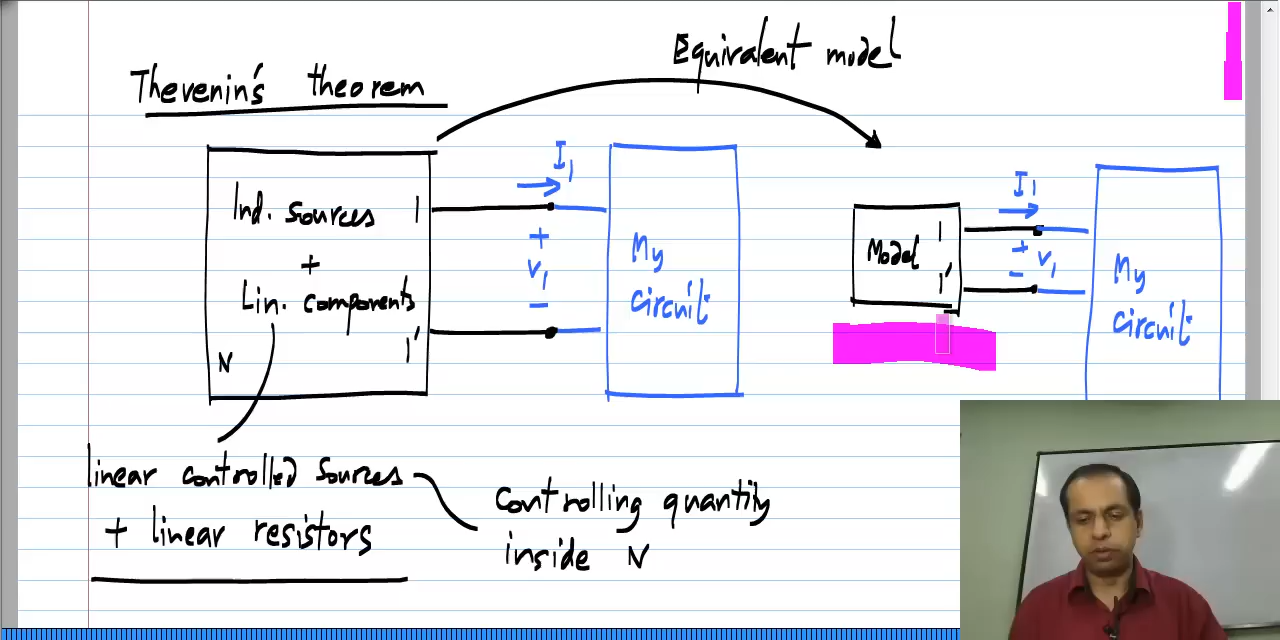 Equivalent model
Thevenin's theorem
Ind. sources
+
Lin. components
N
1
1'
I1
+
V1
-
My
circuit
Model
1
1'
I1
+
V1
-
My
circuit
linear controlled sources
+ linear resistors
Controlling quantity
inside N